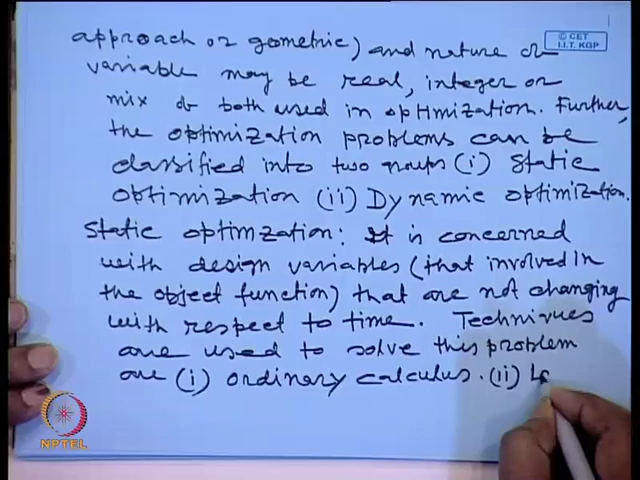 © CET
I.I.T. KGP
approach or geometric) and nature of
variable may be real, integer or
mix of both used in optimization. Further,
the optimization problems can be
classified into two groups (i) Static
Optimization (ii) Dynamic optimization.
Static optimzation: It is concerned
with design variables (that involved in
the object function) that are not changing
with respect to time. Techniques
are used to solve this problem
are (i) ordinary calculus. (ii)
NPTEL